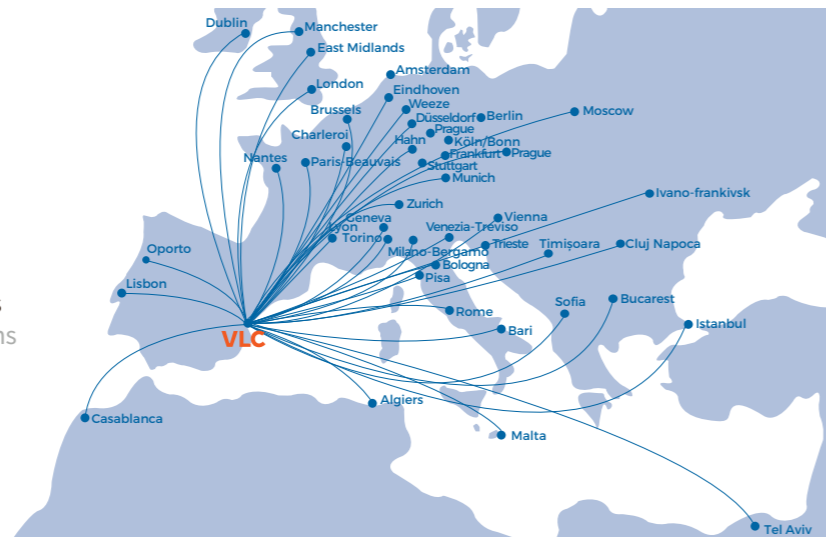 Dublin
Manchester
East Midlands
Amsterdam
London
Eindhoven
Brussels
Weeze
Düsseldorf
Berlin
Moscow
Charleroi
Prague
Hahn
Köln/Bonn
Nantes
Paris-Beauvais
Frankfurt
Prague
Stuttgart
Munich
Ivano-frankivsk
Zurich
Geneva
Vienna
Lyon
Torino
Venezia-Treviso
Oporto
Milano-Bergamo
Trieste
Timișoara
Cluj Napoca
Bologna
Pisa
Lisbon
Rome
Sofia
Bucarest
s
ns
VLC
Bari
Istanbul
Algiers
Casablanca
Malta
Tel Aviv